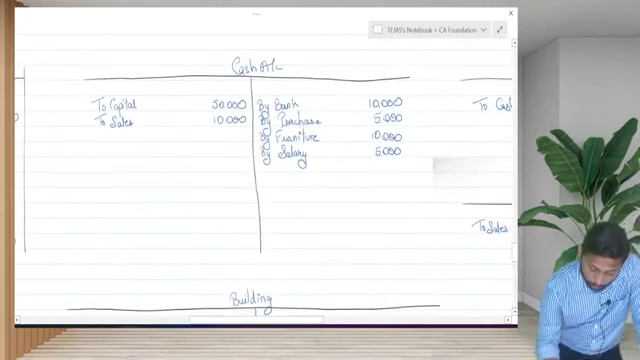 TEJAS's Notebook > CA Foundation
Cash A/c
To Capital 50,000 By Bank 10,000
To Sales 10,000 By Purchase 5,000
By Furniture 10,000
By Salary 5,000
To Cas
To Sales
Building